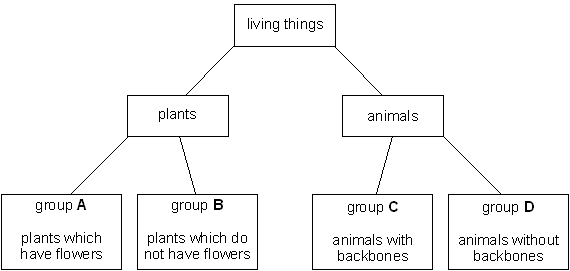 living things
plants
animals
group A
plants which
have flowers
group B
plants which do
not have flowers
group C
animals with
backbones
group D
animals without
backbones